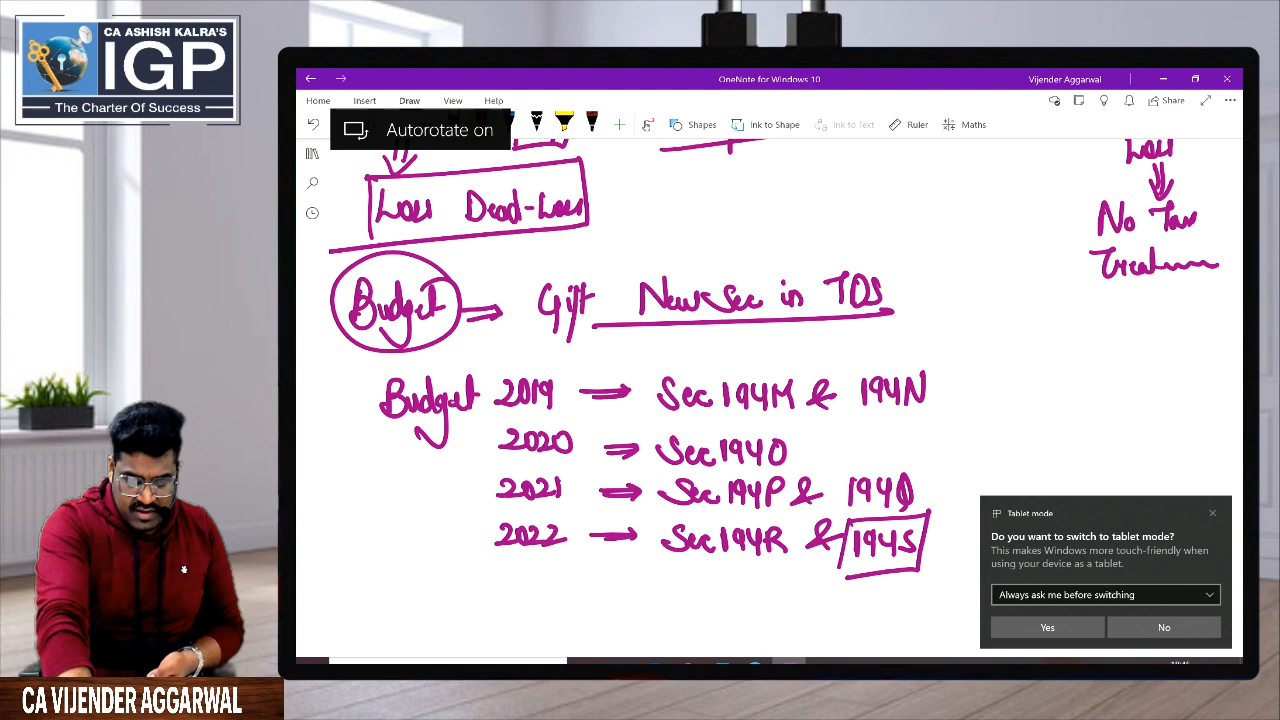 CA ASHISH KALRA'S
IGP
The Charter Of Success
OneNote for Windows 10
Vijender Aggarwal
Home Insert Draw View Help
Share
Autorotate on
Shapes Ink to Shape Ink to Text Ruler Maths
Loss
Loss Dead-Loss
No Tax
Treatmen
Budget ⇒ Gift New Sec in TDS
Budget 2019 ⇒ Sec 194M & 194N
2020 ⇒ Sec 194O
2021 ⇒ Sec 194P & 194Q
2022 → Sec 194R & 194S
Tablet mode
Do you want to switch to tablet mode?
This makes Windows more touch-friendly when
using your device as a tablet.
Always ask me before switching
Yes No
CA VIJENDER AGGARWAL